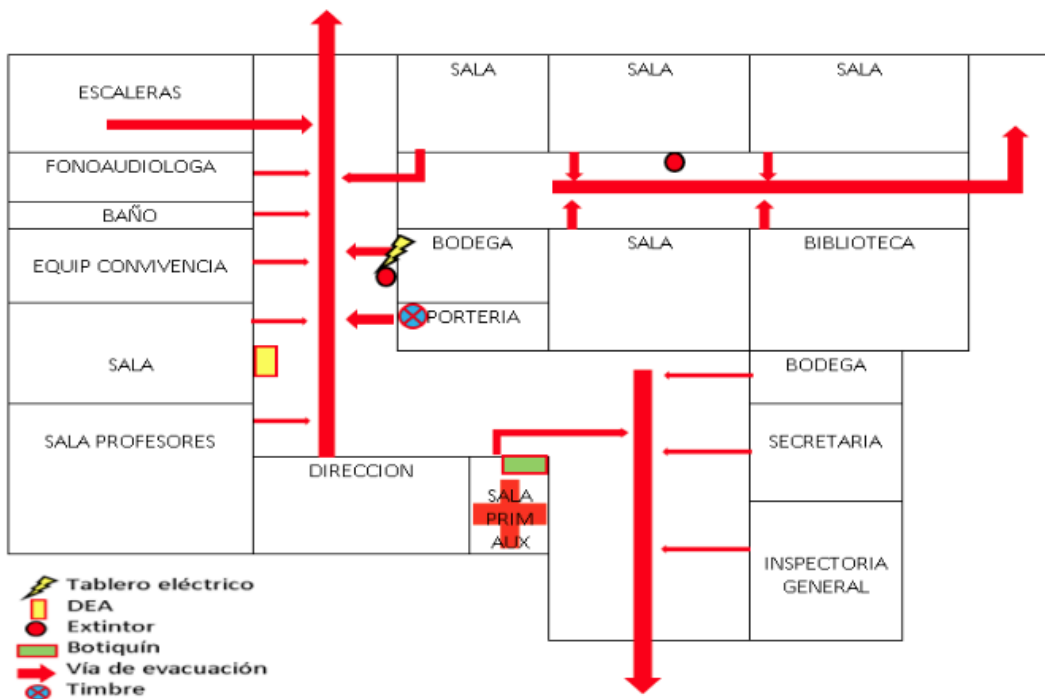 ESCALERAS
SALA
SALA
SALA
FONOAUDIOLOGA
BAÑO
EQUIP CONVIVENCIA
BODEGA
SALA
BIBLIOTECA
PORTERIA
SALA
BODEGA
SALA PROFESORES
SECRETARIA
DIRECCION
SALA
PRIM
AUX
INSPECTORIA
GENERAL
Tablero eléctrico
DEA
Extintor
Botiquín
Vía de evacuación
Timbre